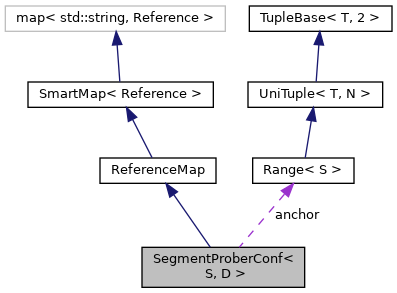 map< std::string, Reference >
TupleBase< T, 2 >
SmartMap< Reference >
UniTuple< T, N >
ReferenceMap
Range< S >
anchor
SegmentProberConf<
S, D >